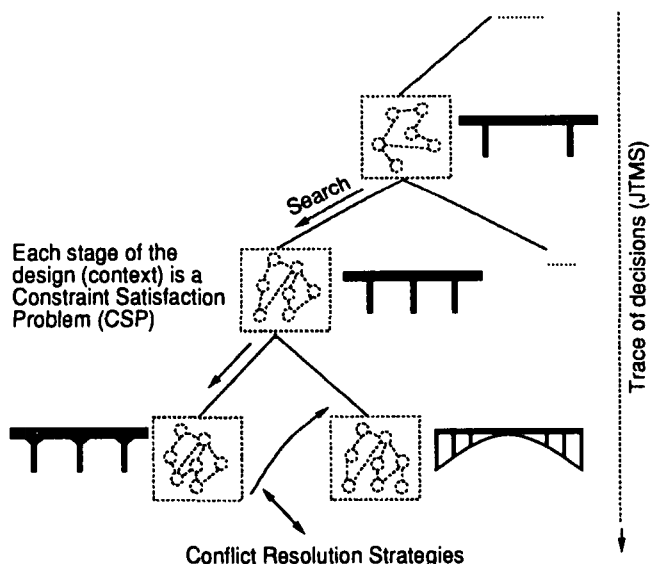 Search
Each stage of the
design (context) is a
Constraint Satisfaction
Problem (CSP)
Trace of decisions (JTMS)
Conflict Resolution Strategies